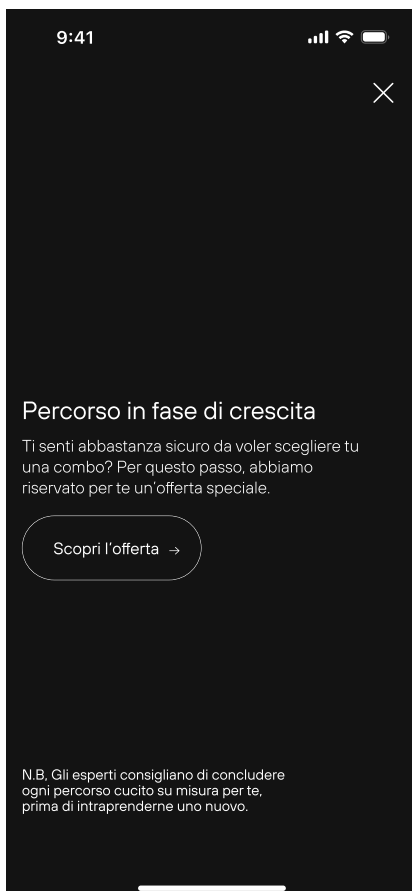 9:41
Percorso in fase di crescita
Ti senti abbastanza sicuro da voler scegliere tu
una combo? Per questo passo, abbiamo
riservato per te un'offerta speciale.
Scopri l'offerta →
N.B, Gli esperti consigliano di concludere
ogni percorso cucito su misura per te,
prima di intraprenderne uno nuovo.